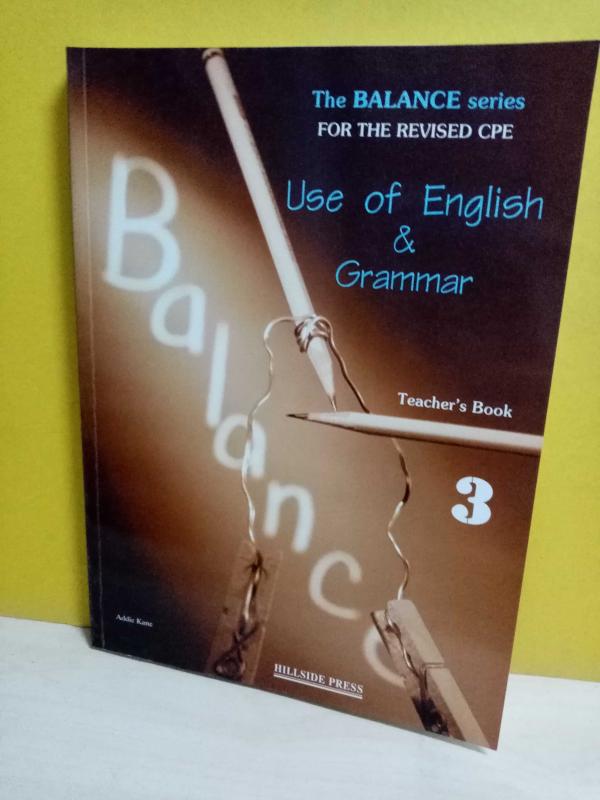 The BALANCE series
FOR THE REVISED CPE
Use of English
&
Grammar
Balance
Teacher's Book
3
Addie Kane
HILLSIDE PRESS